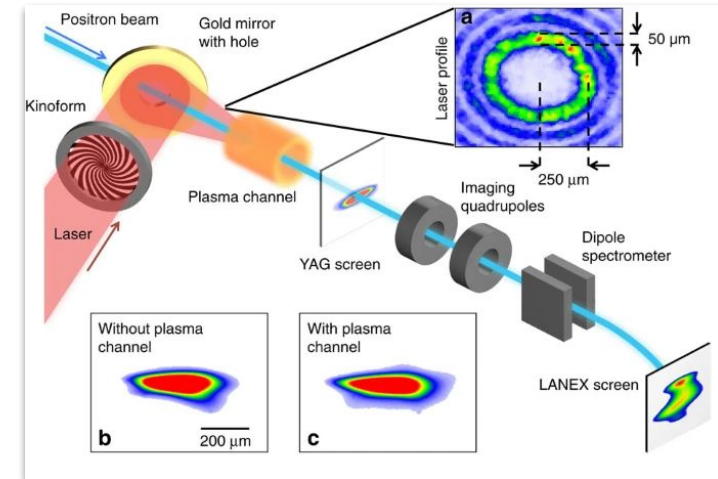 Positron beam
Gold mirror
with hole
Kinoform
Laser
Plasma channel
a
Laser profile
50 μm
250 μm
YAG screen
Imaging
quadrupoles
Dipole
spectrometer
LANEX screen
Without plasma
channel
b
200 μm
With plasma
channel
c